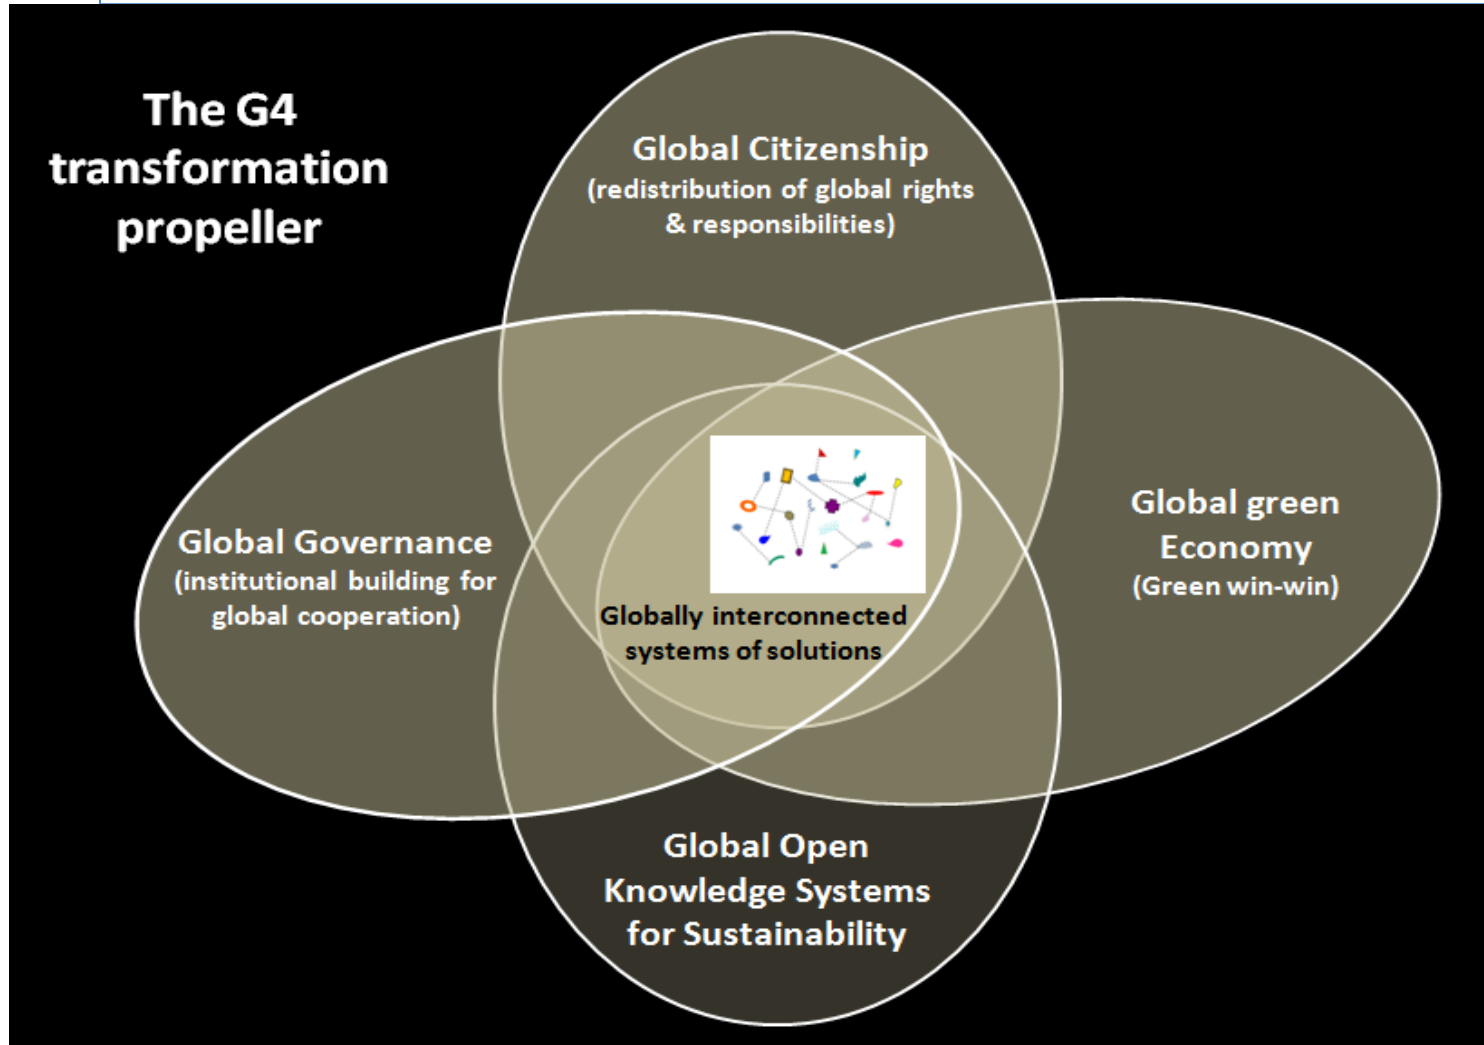 The G4
transformation
propeller
Global Citizenship
(redistribution of global rights
& responsibilities)
Global Governance
(institutional building for
global cooperation)
Global green
Economy
(Green win-win)
Globally interconnected
systems of solutions
Global Open
Knowledge Systems
for Sustainability